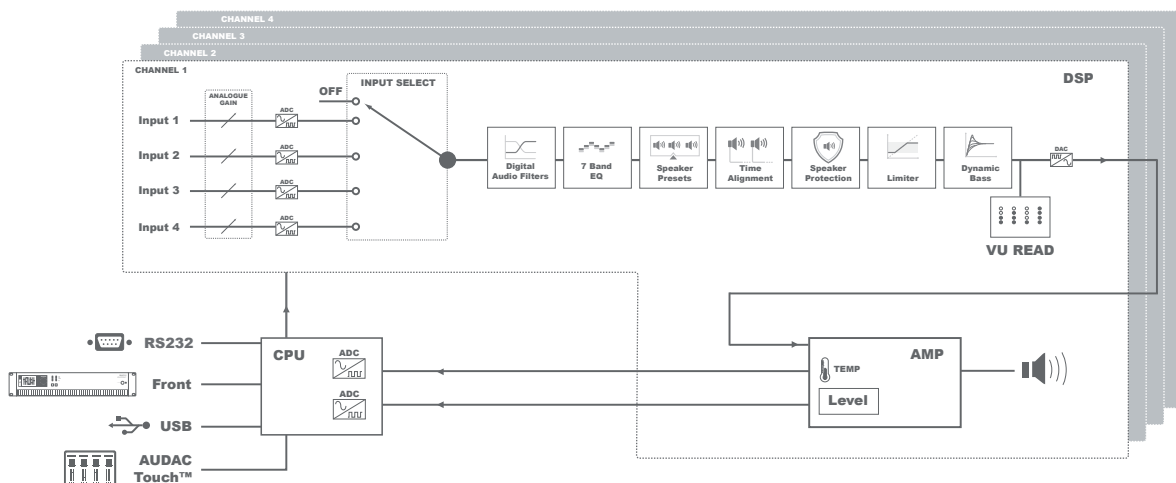 CHANNEL 4
CHANNEL 3
CHANNEL 2
CHANNEL 1
DSP
INPUT SELECT
ANALOGUE
GAIN
OFF
ADC
Input 1
ADC
Input 2
ADC
Input 3
ADC
Input 4
Digital
Audio Filters
7 Band
EQ
Speaker
Presets
Time
Alignment
Speaker
Protection
Limiter
Dynamic
Bass
DAC
VU READ
RS232
Front
USB
AUDAC
Touch™
CPU
ADC
ADC
AMP
TEMP
Level